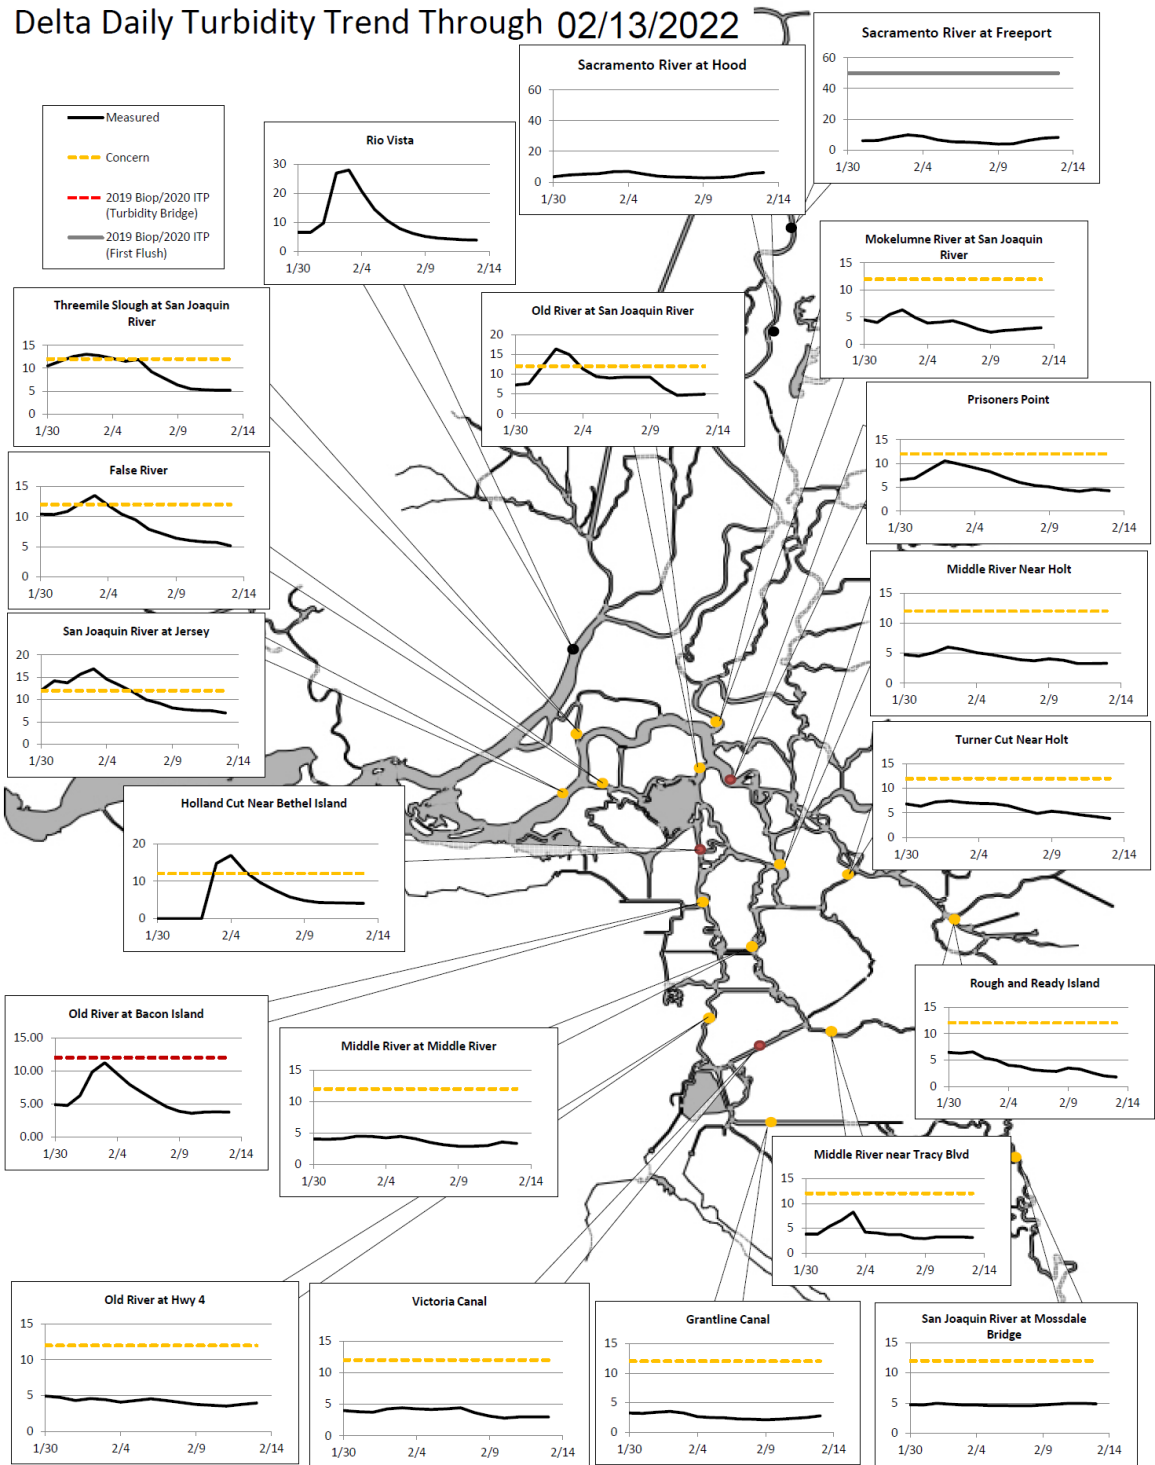 Delta Daily Turbidity Trend Through 02/13/2022
Measured
Concern
2019 Biop/2020 ITP
(Turbidity Bridge)
2019 Biop/2020 ITP
(First Flush)
Rio Vista
30
20
10
0
1/30 2/4 2/9 2/14
Sacramento River at Hood
60
40
20
0
1/30 2/4 2/9 2/14
Sacramento River at Freeport
60
40
20
0
1/30 2/4 2/9 2/14
Mokelumne River at San Joaquin
River
15
10
5
0
1/30 2/4 2/9 2/14
Threemile Slough at San Joaquin
River
15
10
5
0
1/30 2/4 2/9 2/14
Old River at San Joaquin River
20
15
10
5
0
1/30 2/4 2/9 2/14
Prisoners Point
15
10
5
0
1/30 2/4 2/9 2/14
False River
15
10
5
0
1/30 2/4 2/9 2/14
Middle River Near Holt
15
10
5
0
1/30 2/4 2/9 2/14
San Joaquin River at Jersey
20
15
10
5
0
1/30 2/4 2/9 2/14
Turner Cut Near Holt
15
10
5
0
1/30 2/4 2/9 2/14
Holland Cut Near Bethel Island
20
10
0
1/30 2/4 2/9 2/14
Rough and Ready Island
15
10
5
0
1/30 2/4 2/9 2/14
Old River at Bacon Island
15.00
10.00
5.00
0.00
1/30 2/4 2/9 2/14
Middle River at Middle River
15
10
5
0
1/30 2/4 2/9 2/14
Middle River near Tracy Blvd
15
10
5
0
1/30 2/4 2/9 2/14
Old River at Hwy 4
15
10
5
0
1/30 2/4 2/9 2/14
Victoria Canal
15
10
5
0
1/30 2/4 2/9 2/14
Grantline Canal
15
10
5
0
1/30 2/4 2/9 2/14
San Joaquin River at Mossdale
Bridge
15
10
5
0
1/30 2/4 2/9 2/14